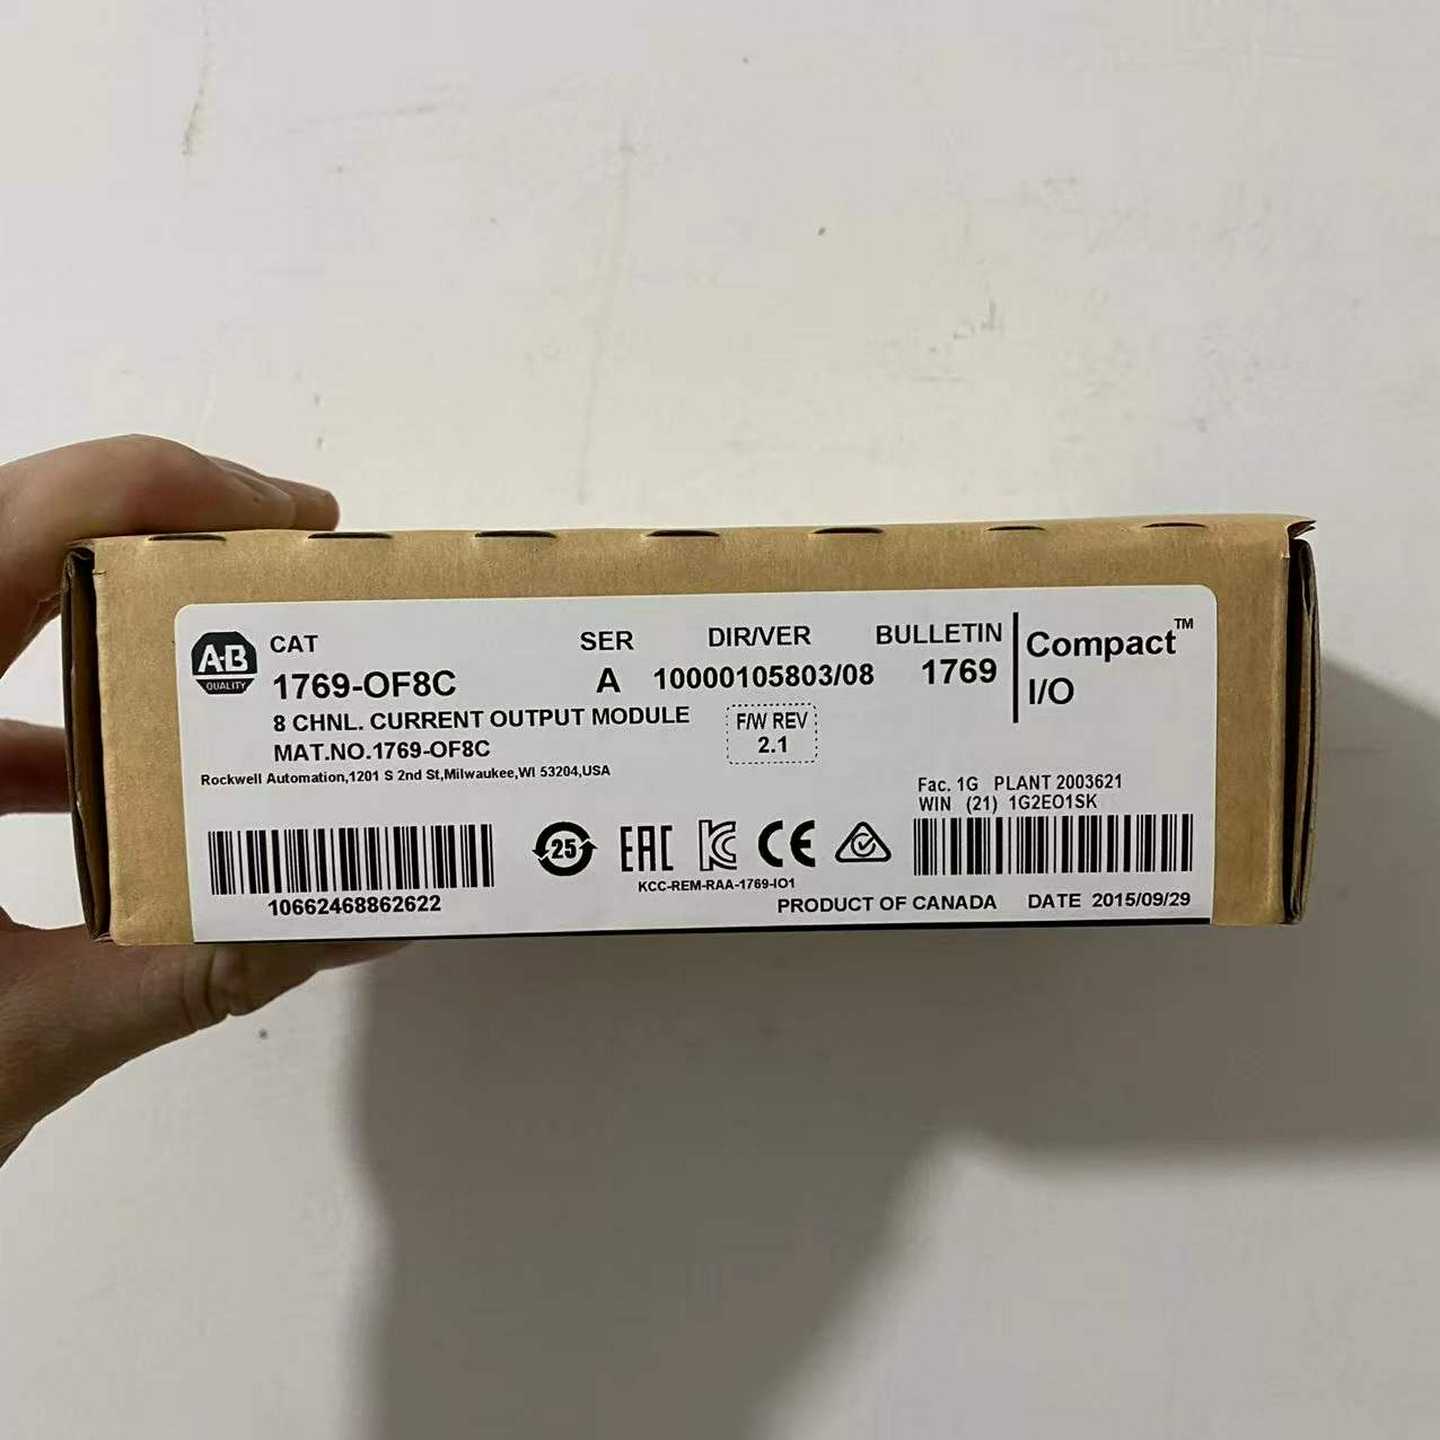 A-B
QUALITY
CAT SER DIR/VER BULLETIN
1769-OF8C A 10000105803/08 1769
8 CHNL. CURRENT OUTPUT MODULE
MAT.NO.1769-OF8C
Rockwell Automation,1201 S 2nd St,Milwaukee,WI 53204,USA
F/W REV
2.1
Compact™
I/O
Fac. 1G PLANT 2003621
WIN (21) 1G2EO1SK
25 EAC KC CE
KCC-REM-RAA-1769-IO1
10662468862622
PRODUCT OF CANADA DATE 2015/09/29